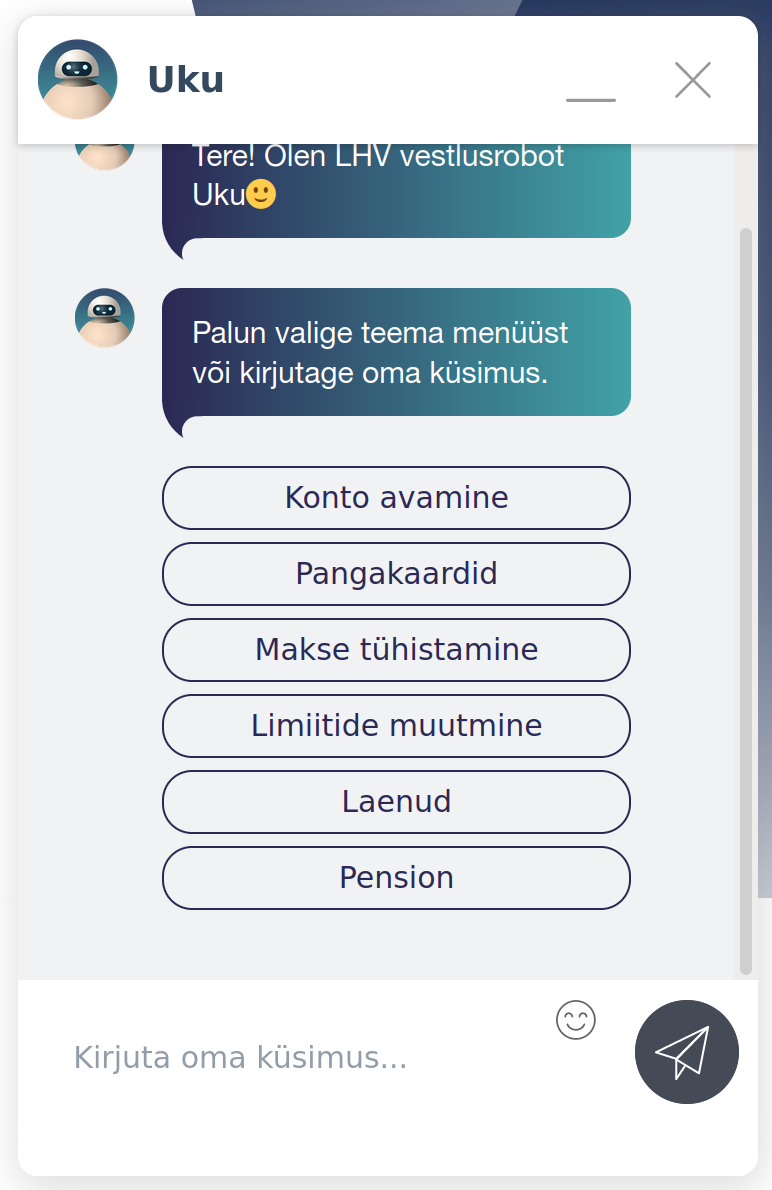 Uku
Tere! Olen LHV vestlusrobot
Uku🙂
Palun valige teema menüüst
või kirjutage oma küsimus.
Konto avamine
Pangakaardid
Makse tühistamine
Limiitide muutmine
Laenud
Pension
Kirjuta oma küsimus...